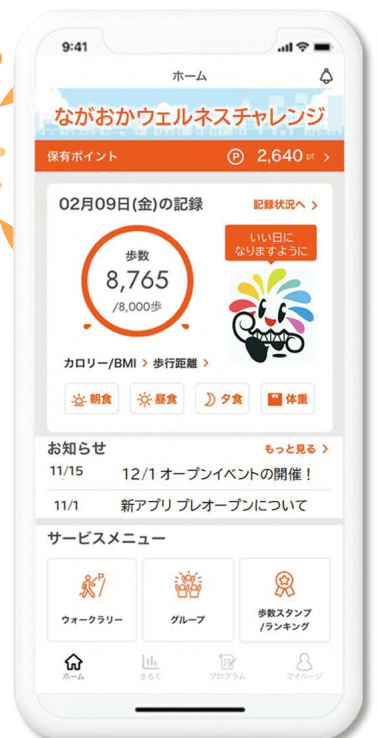 9:41
ホーム
ながおかウェルネスチャレンジ
保有ポイント
P 2,640 pt
02月09日(金)の記録
記録状況へ
歩数
8,765
/8,000歩
いい日に
なりますように
カロリー/BMI
歩行距離
朝食
昼食
夕食
体重
お知らせ
もっと見る
11/15 12/1オープンイベントの開催！
11/1 新アプリ プレオープンについて
サービスメニュー
ウォークラリー
グループ
歩数スタンプ
/ランキング
ホーム
きろく
プログラム
マイページ